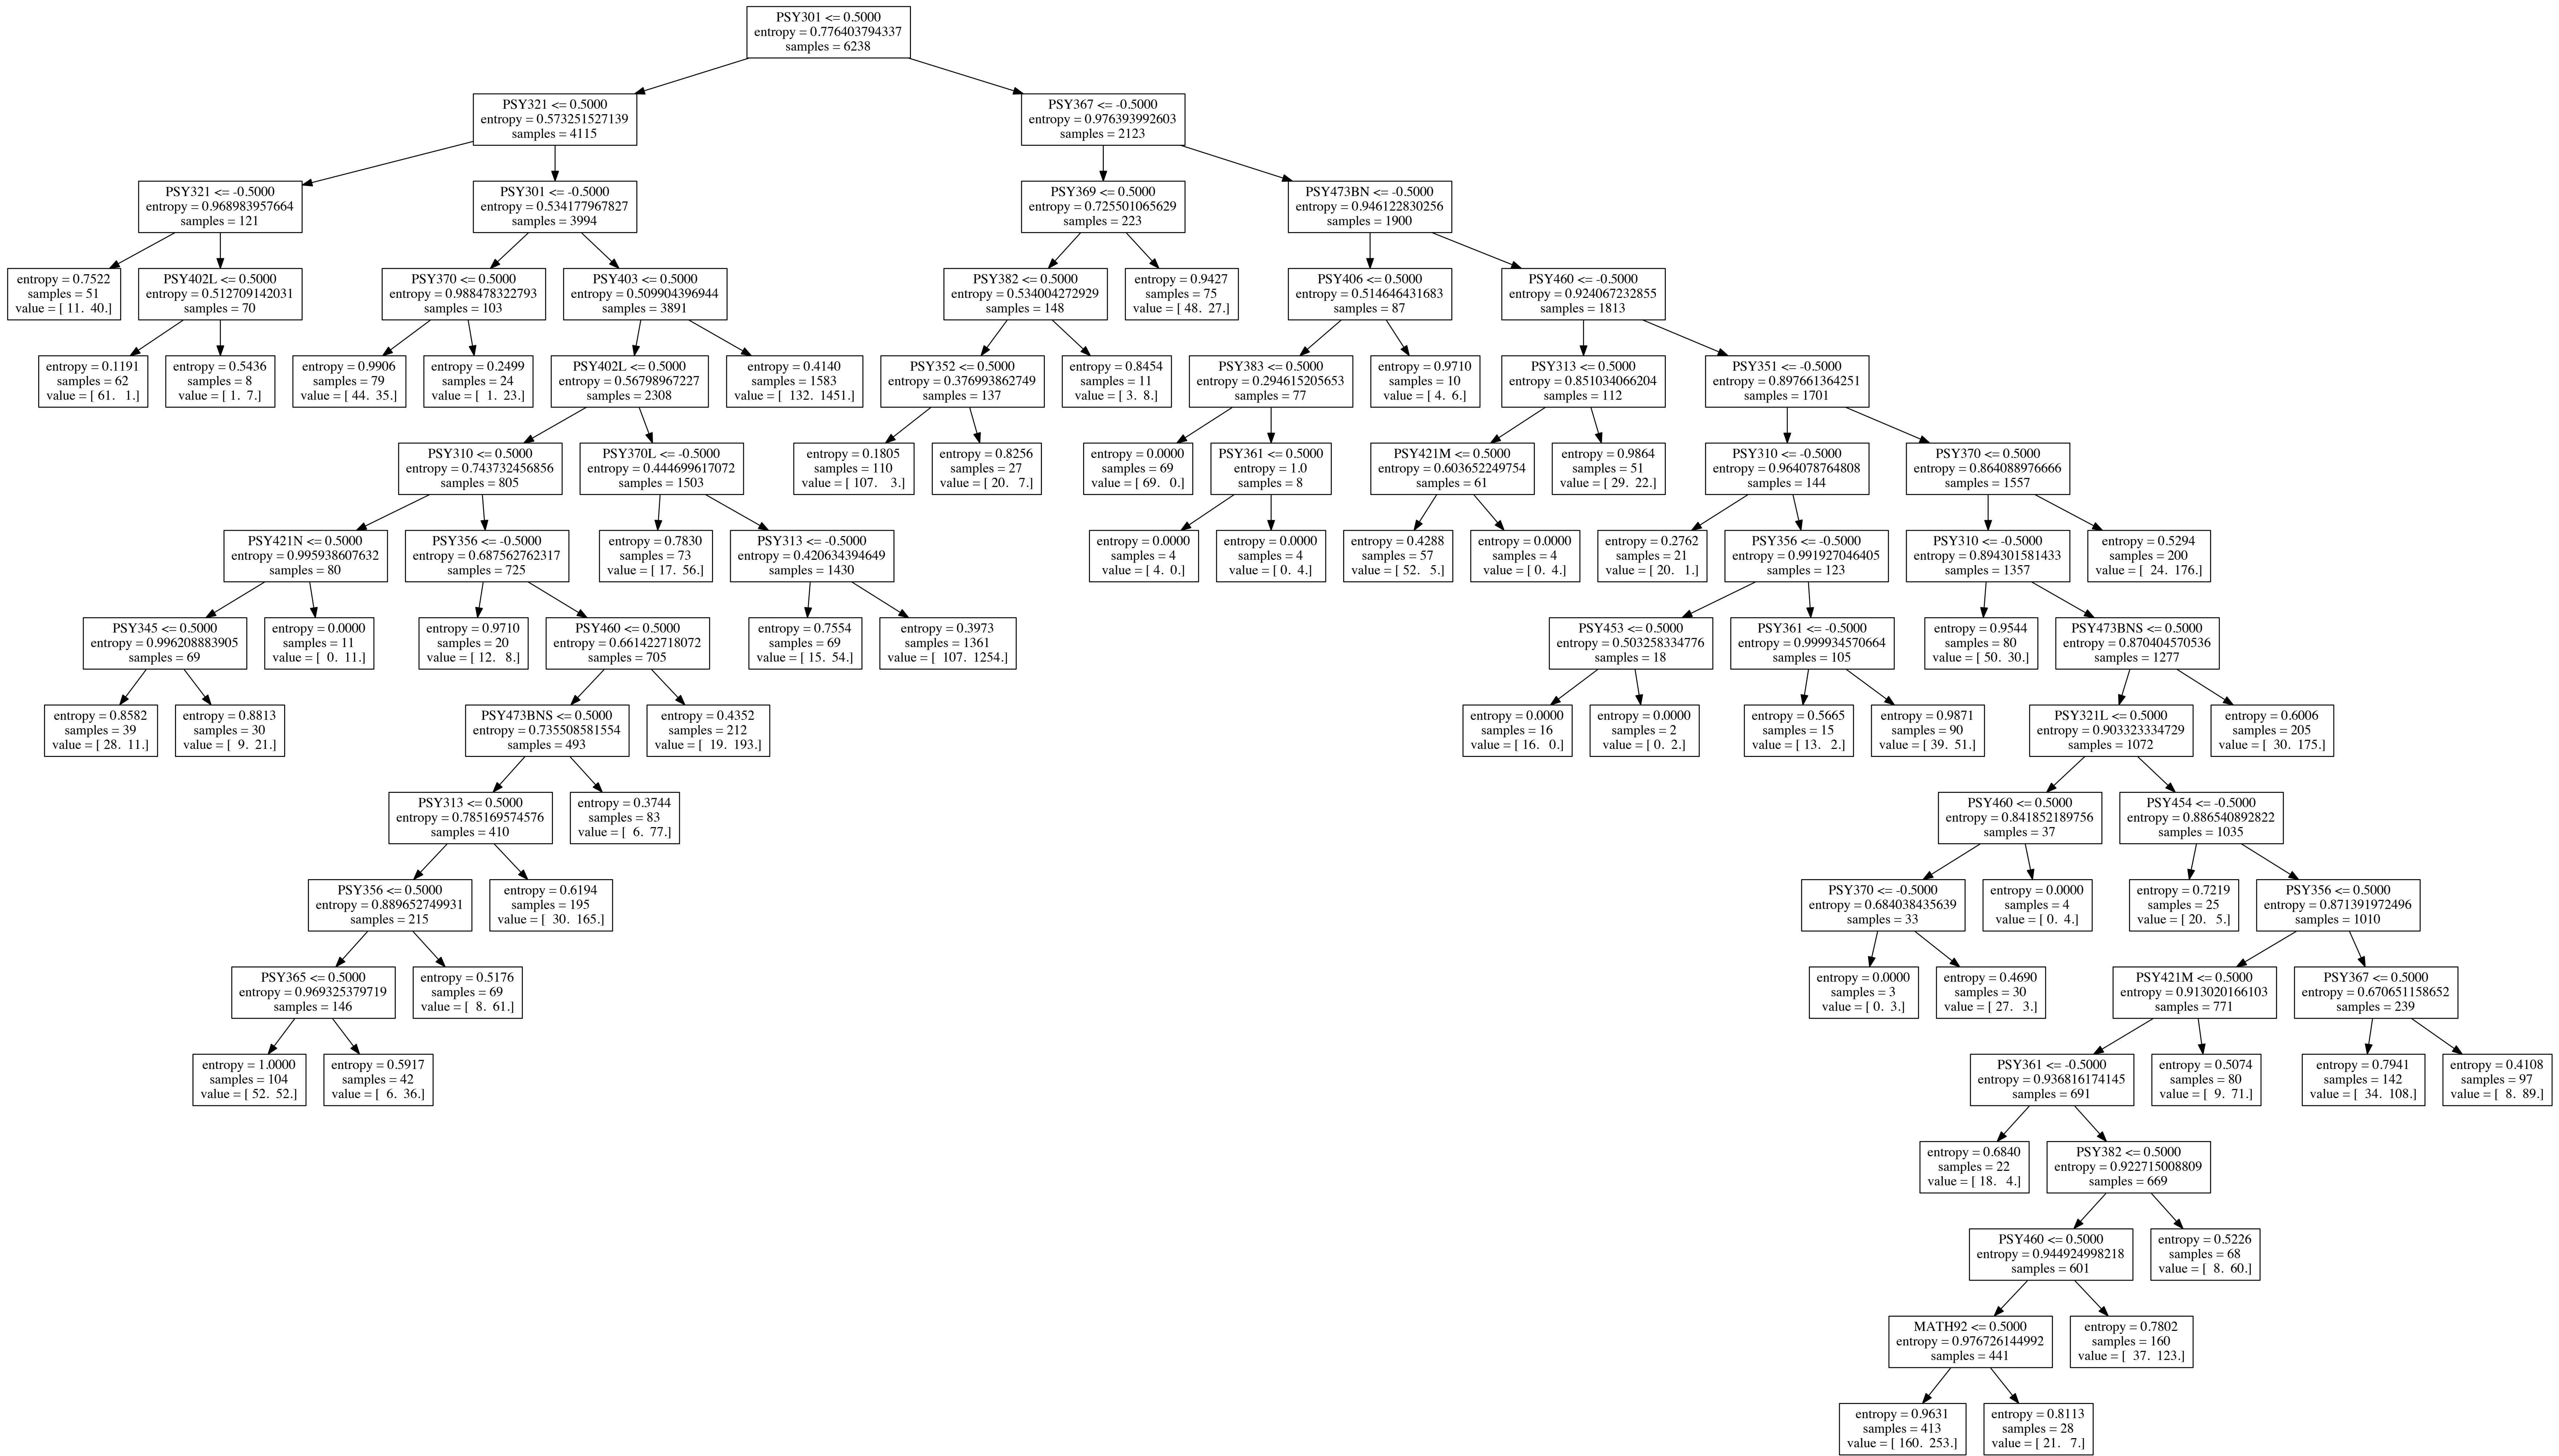 PSY301 <= 0.5000
entropy = 0.776403794337
samples = 6238
PSY321 <= 0.5000
entropy = 0.573251527139
samples = 4115
PSY367 <= -0.5000
entropy = 0.976393992603
samples = 2123
PSY321 <= -0.5000
entropy = 0.968983957664
samples = 121
PSY301 <= -0.5000
entropy = 0.534177967827
samples = 3994
PSY369 <= 0.5000
entropy = 0.725501065629
samples = 223
PSY473BN <= -0.5000
entropy = 0.946122830256
samples = 1900
entropy = 0.7522
samples = 51
value = [ 11. 40.]
PSY402L <= 0.5000
entropy = 0.512709142031
samples = 70
PSY370 <= 0.5000
entropy = 0.988478322793
samples = 103
PSY403 <= 0.5000
entropy = 0.509904396944
samples = 3891
PSY382 <= 0.5000
entropy = 0.534004272929
samples = 148
entropy = 0.9427
samples = 75
value = [ 48. 27.]
PSY406 <= 0.5000
entropy = 0.514646431683
samples = 87
PSY460 <= -0.5000
entropy = 0.924067232855
samples = 1813
entropy = 0.1191
samples = 62
value = [ 61. 1.]
entropy = 0.5436
samples = 8
value = [ 1. 7.]
entropy = 0.9906
samples = 79
value = [ 44. 35.]
entropy = 0.2499
samples = 24
value = [ 1. 23.]
PSY402L <= 0.5000
entropy = 0.56798967227
samples = 2308
entropy = 0.4140
samples = 1583
value = [ 132. 1451.]
PSY352 <= 0.5000
entropy = 0.376993862749
samples = 137
entropy = 0.8454
samples = 11
value = [ 3. 8.]
PSY383 <= 0.5000
entropy = 0.294615205653
samples = 77
entropy = 0.9710
samples = 10
value = [ 4. 6.]
PSY313 <= 0.5000
entropy = 0.851034066204
samples = 112
PSY351 <= -0.5000
entropy = 0.897661364251
samples = 1701
PSY310 <= 0.5000
entropy = 0.743732456856
samples = 805
PSY370L <= -0.5000
entropy = 0.444699617072
samples = 1503
entropy = 0.1805
samples = 110
value = [ 107. 3.]
entropy = 0.8256
samples = 27
value = [ 20. 7.]
entropy = 0.0000
samples = 69
value = [ 69. 0.]
PSY361 <= 0.5000
entropy = 1.0
samples = 8
PSY421M <= 0.5000
entropy = 0.603652249754
samples = 61
entropy = 0.9864
samples = 51
value = [ 29. 22.]
PSY310 <= -0.5000
entropy = 0.964078764808
samples = 144
PSY370 <= 0.5000
entropy = 0.864088976666
samples = 1557
PSY421N <= 0.5000
entropy = 0.995938607632
samples = 80
PSY356 <= -0.5000
entropy = 0.687562762317
samples = 725
entropy = 0.7830
samples = 73
value = [ 17. 56.]
PSY313 <= -0.5000
entropy = 0.420634394649
samples = 1430
entropy = 0.0000
samples = 4
value = [ 4. 0.]
entropy = 0.0000
samples = 4
value = [ 0. 4.]
entropy = 0.4288
samples = 57
value = [ 52. 5.]
entropy = 0.0000
samples = 4
value = [ 0. 4.]
entropy = 0.2762
samples = 21
value = [ 20. 1.]
PSY356 <= -0.5000
entropy = 0.991927046405
samples = 123
PSY310 <= -0.5000
entropy = 0.894301581433
samples = 1357
entropy = 0.5294
samples = 200
value = [ 24. 176.]
PSY345 <= 0.5000
entropy = 0.996208883905
samples = 69
entropy = 0.0000
samples = 11
value = [ 0. 11.]
entropy = 0.9710
samples = 20
value = [ 12. 8.]
PSY460 <= 0.5000
entropy = 0.661422718072
samples = 705
entropy = 0.7554
samples = 69
value = [ 15. 54.]
entropy = 0.3973
samples = 1361
value = [ 107. 1254.]
PSY453 <= 0.5000
entropy = 0.503258334776
samples = 18
PSY361 <= -0.5000
entropy = 0.999934570664
samples = 105
entropy = 0.9544
samples = 80
value = [ 50. 30.]
PSY473BNS <= 0.5000
entropy = 0.870404570536
samples = 1277
entropy = 0.8582
samples = 39
value = [ 28. 11.]
entropy = 0.8813
samples = 30
value = [ 9. 21.]
PSY473BNS <= 0.5000
entropy = 0.735508581554
samples = 493
entropy = 0.4352
samples = 212
value = [ 19. 193.]
entropy = 0.0000
samples = 16
value = [ 16. 0.]
entropy = 0.0000
samples = 2
value = [ 0. 2.]
entropy = 0.5665
samples = 15
value = [ 13. 2.]
entropy = 0.9871
samples = 90
value = [ 39. 51.]
PSY321L <= 0.5000
entropy = 0.903323334729
samples = 1072
entropy = 0.6006
samples = 205
value = [ 30. 175.]
PSY313 <= 0.5000
entropy = 0.785169574576
samples = 410
entropy = 0.3744
samples = 83
value = [ 6. 77.]
PSY460 <= 0.5000
entropy = 0.841852189756
samples = 37
PSY454 <= -0.5000
entropy = 0.886540892822
samples = 1035
PSY356 <= 0.5000
entropy = 0.889652749931
samples = 215
entropy = 0.6194
samples = 195
value = [ 30. 165.]
PSY370 <= -0.5000
entropy = 0.684038435639
samples = 33
entropy = 0.0000
samples = 4
value = [ 0. 4.]
entropy = 0.7219
samples = 25
value = [ 20. 5.]
PSY356 <= 0.5000
entropy = 0.871391972496
samples = 1010
PSY365 <= 0.5000
entropy = 0.969325379719
samples = 146
entropy = 0.5176
samples = 69
value = [ 8. 61.]
entropy = 0.0000
samples = 3
value = [ 0. 3.]
entropy = 0.4690
samples = 30
value = [ 27. 3.]
PSY421M <= 0.5000
entropy = 0.913020166103
samples = 771
PSY367 <= 0.5000
entropy = 0.670651158652
samples = 239
entropy = 1.0000
samples = 104
value = [ 52. 52.]
entropy = 0.5917
samples = 42
value = [ 6. 36.]
PSY361 <= -0.5000
entropy = 0.936816174145
samples = 691
entropy = 0.5074
samples = 80
value = [ 9. 71.]
entropy = 0.7941
samples = 142
value = [ 34. 108.]
entropy = 0.4108
samples = 97
value = [ 8. 89.]
entropy = 0.6840
samples = 22
value = [ 18. 4.]
PSY382 <= 0.5000
entropy = 0.922715008809
samples = 669
PSY460 <= 0.5000
entropy = 0.944924998218
samples = 601
entropy = 0.5226
samples = 68
value = [ 8. 60.]
MATH92 <= 0.5000
entropy = 0.976726144992
samples = 441
entropy = 0.7802
samples = 160
value = [ 37. 123.]
entropy = 0.9631
samples = 413
value = [ 160. 253.]
entropy = 0.8113
samples = 28
value = [ 21. 7.]